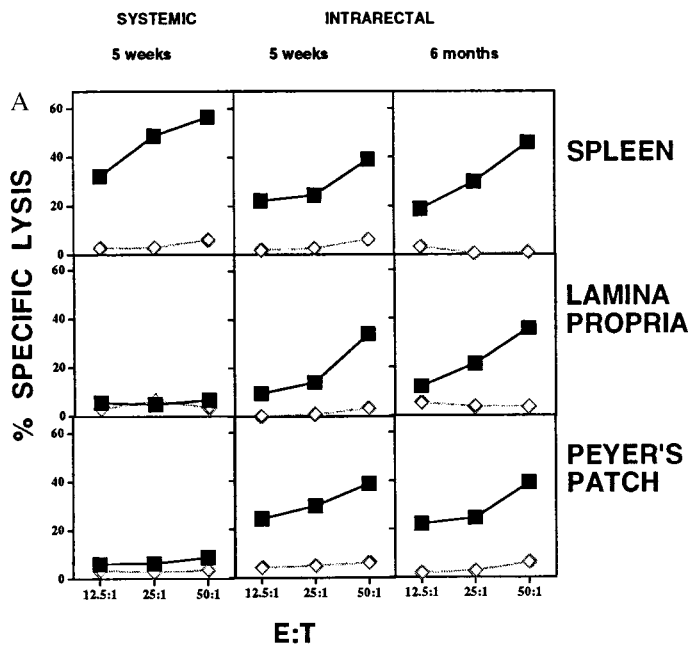 SYSTEMIC INTRARECTAL
5 weeks 5 weeks 6 months
A
% SPECIFIC LYSIS
60
40
20
0
SPLEEN
60
40
20
0
LAMINA
PROPRIA
60
40
20
0
PEYER'S
PATCH
12.5:1 25:1 50:1 12.5:1 25:1 50:1 12.5:1 25:1 50:1
E:T